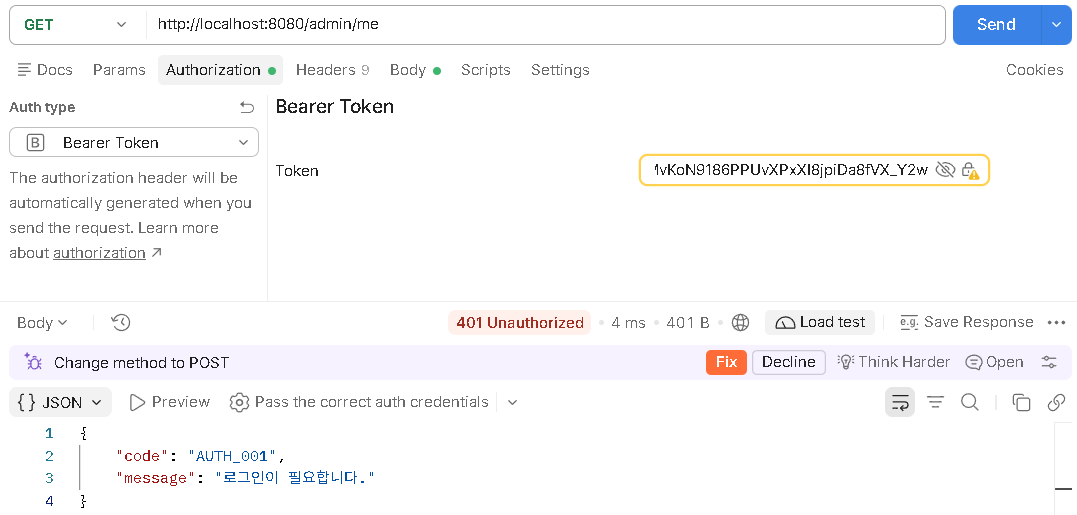 GET http://localhost:8080/admin/me Send
Docs Params Authorization Headers 9 Body Scripts Settings Cookies
Auth type
B Bearer Token
The authorization header will be
automatically generated when you
send the request. Learn more
about authorization ↗
Bearer Token
Token vKoN9186PPUvXPxXI8jpiDa8fVX_Y2w
Body 401 Unauthorized • 4 ms • 401 B • Load test e.g. Save Response •••
Change method to POST Fix Decline Think Harder Open
{} JSON Preview Pass the correct auth credentials
1 {
2 "code": "AUTH_001",
3 "message": "로그인이 필요합니다."
4 }